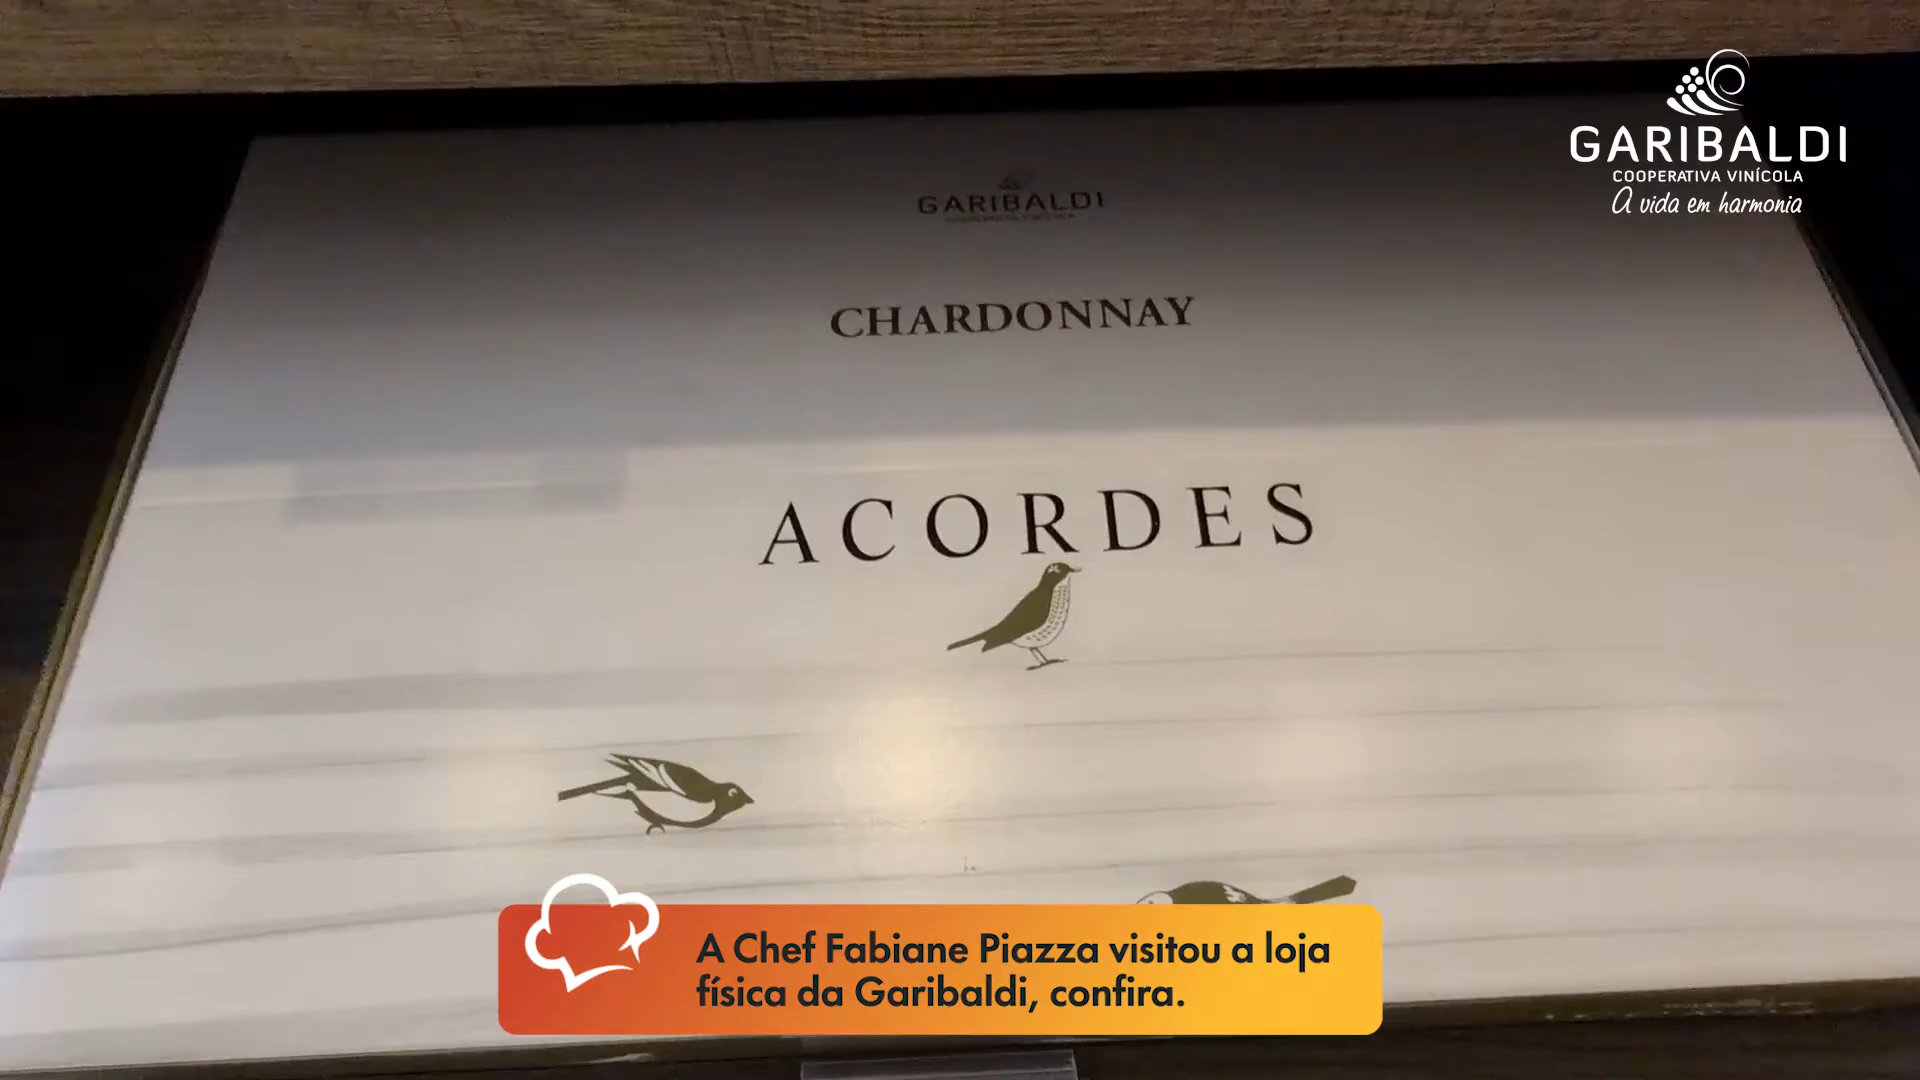 GARIBALDI
COOPERATIVA VINÍCOLA
A vida em harmonia
GARIBALDI
CHARDONNAY
ACORDES
A Chef Fabiane Piazza visitou a loja
física da Garibaldi, confira.